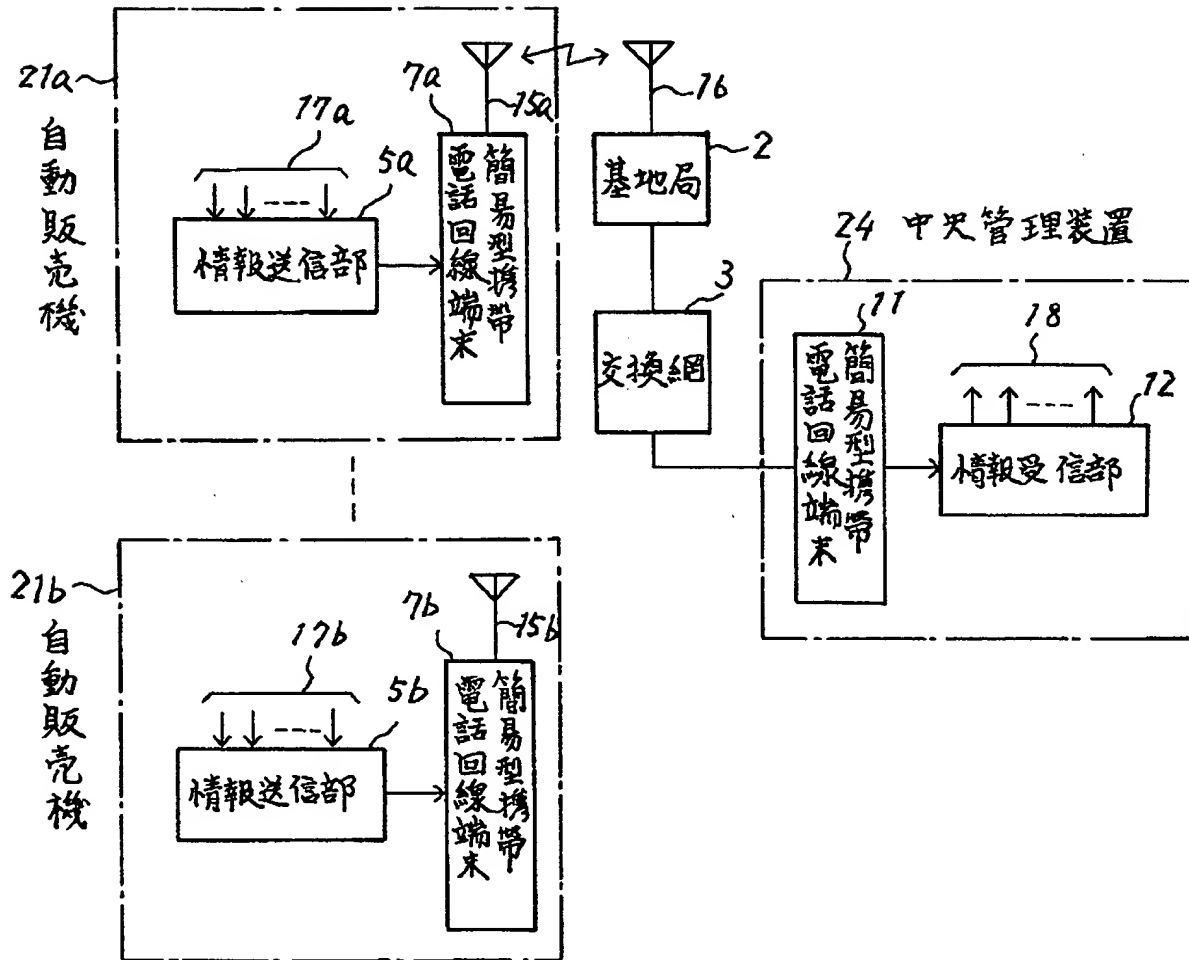 21a
自動販売機
17a
5a
情報送信部
7a
15a
簡易型携帯
電話回線端末
16
2
基地局
3
交換網
24 中央管理装置
11
簡易型携帯
電話回線端末
18
12
情報受信部
21b
自動販売機
17b
5b
情報送信部
7b
15b
簡易型携帯
電話回線端末